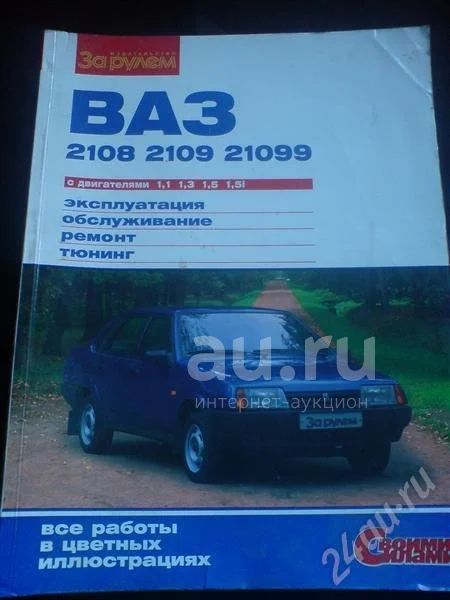 издательство
За рулем
ВАЗ
2108 2109 21099
с двигателями 1,1 1,3 1,5 1,5i
эксплуатация
обслуживание
ремонт
тюнинг
au.ru
интернет-аукцион
За рулем
все работы
в цветных
иллюстрациях
Своими
силами
24au.ru